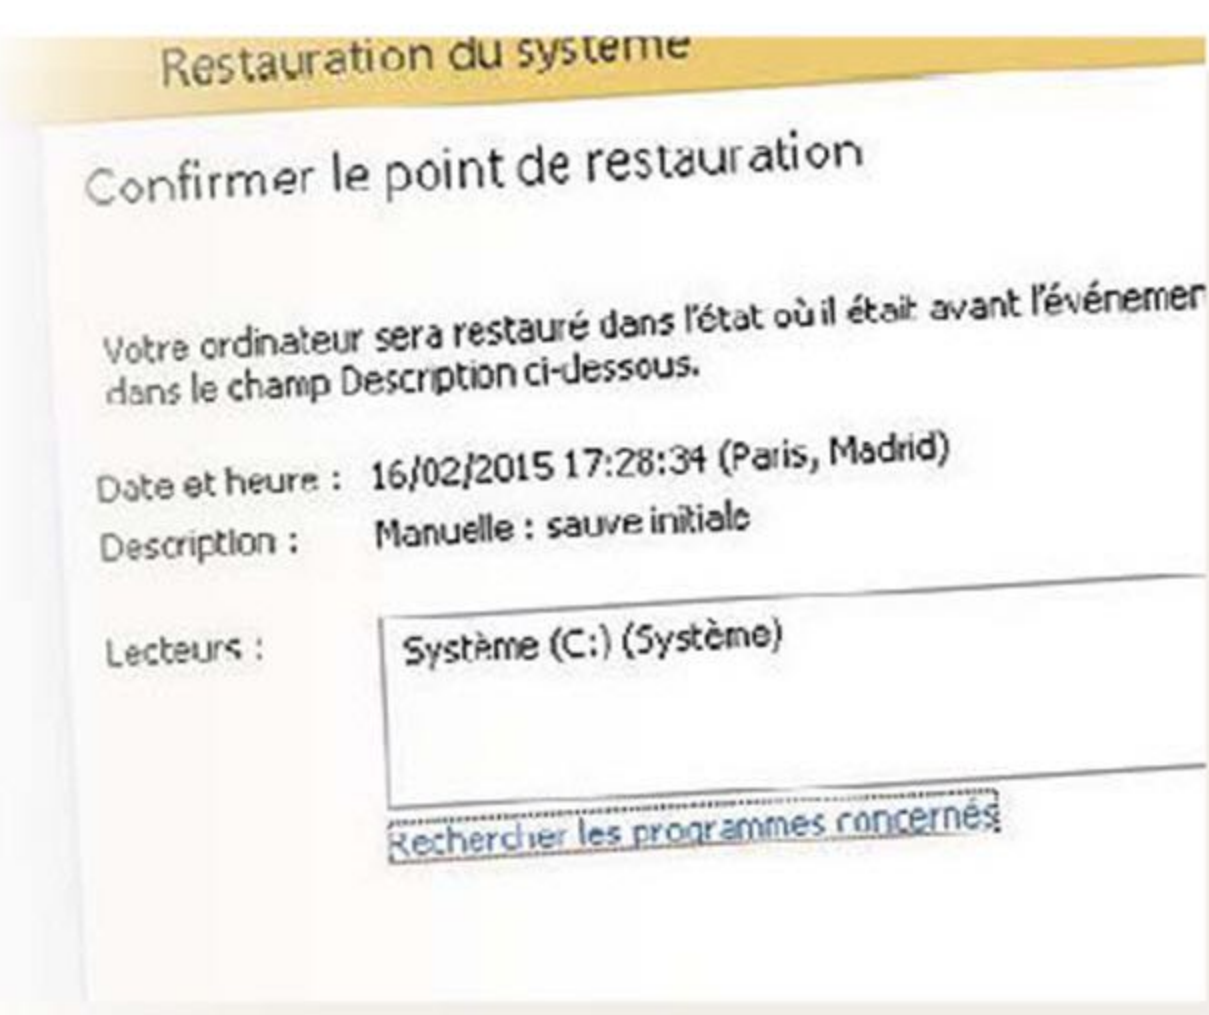 Restauration du système
Confirmer le point de restauration
Votre ordinateur sera restauré dans l'état où il était avant l'événemen
dans le champ Description ci-dessous.
Date et heure : 16/02/2015 17:28:34 (Paris, Madrid)
Description : Manuelle : sauve initiale
Lecteurs : Système (C:) (Système)
Rechercher les programmes concernés